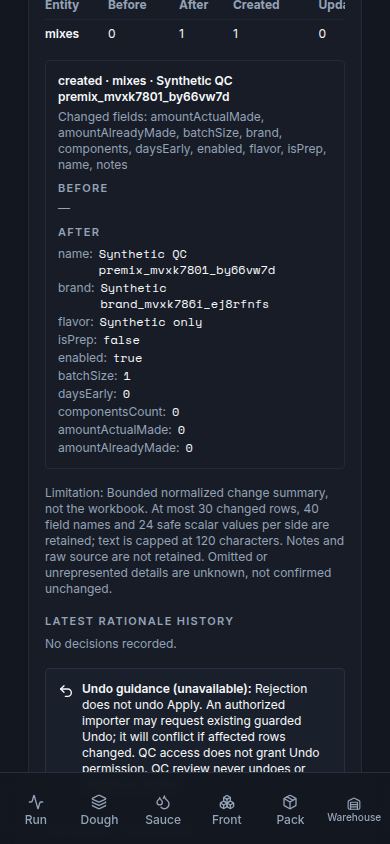 Entity Before After Created Upda
mixes 0 1 1 0
created · mixes · Synthetic QC
premix_mvxk7801_by66vw7d
Changed fields: amountActualMade,
amountAlreadyMade, batchSize, brand,
components, daysEarly, enabled, flavor, isPrep,
name, notes
BEFORE
—
AFTER
name: Synthetic QC
premix_mvxk7801_by66vw7d
brand: Synthetic
brand_mvxk786i_ej8rfnfs
flavor: Synthetic only
isPrep: false
enabled: true
batchSize: 1
daysEarly: 0
componentsCount: 0
amountActualMade: 0
amountAlreadyMade: 0
Limitation: Bounded normalized change summary,
not the workbook. At most 30 changed rows, 40
field names and 24 safe scalar values per side are
retained; text is capped at 120 characters. Notes and
raw source are not retained. Omitted or
unrepresented details are unknown, not confirmed
unchanged.
LATEST RATIONALE HISTORY
No decisions recorded.
Undo guidance (unavailable): Rejection
does not undo Apply. An authorized
importer may request existing guarded
Undo; it will conflict if affected rows
changed. QC access does not grant Undo
permission. QC review never undoes or
Run Dough Sauce Front Pack Warehouse